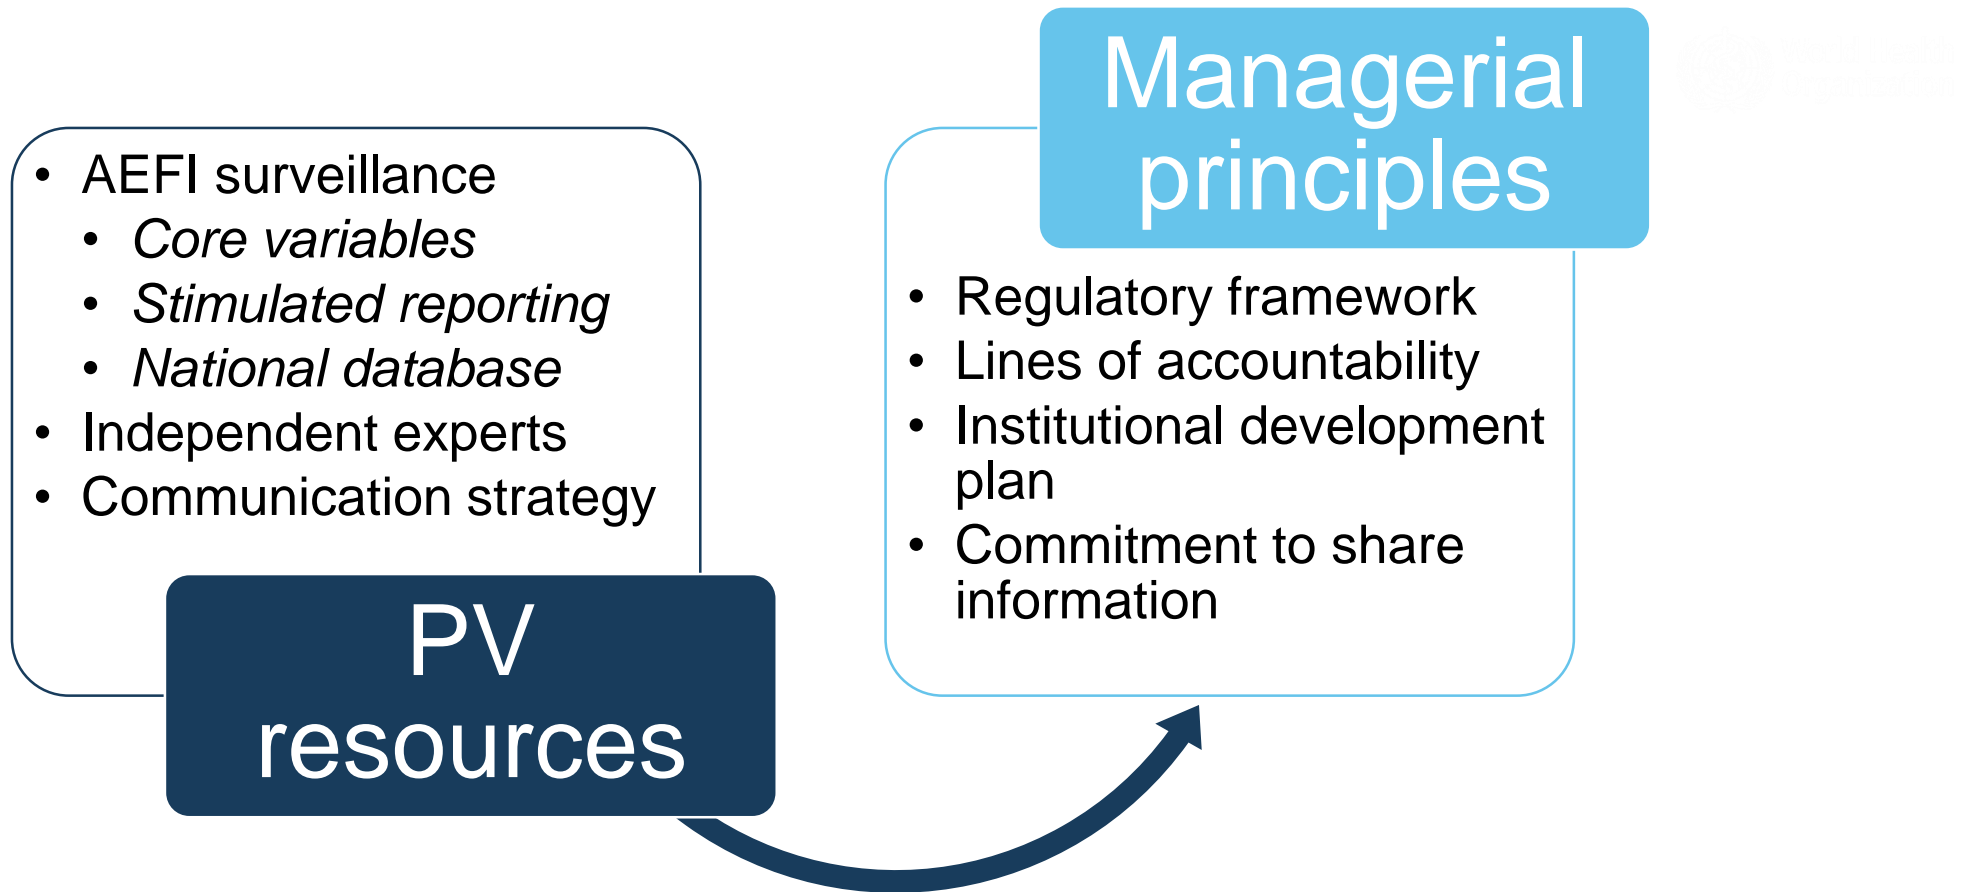 • AEFI surveillance
• Core variables
• Stimulated reporting
• National database
• Independent experts
• Communication strategy
PV
resources
Managerial
principles
• Regulatory framework
• Lines of accountability
• Institutional development
plan
• Commitment to share
information